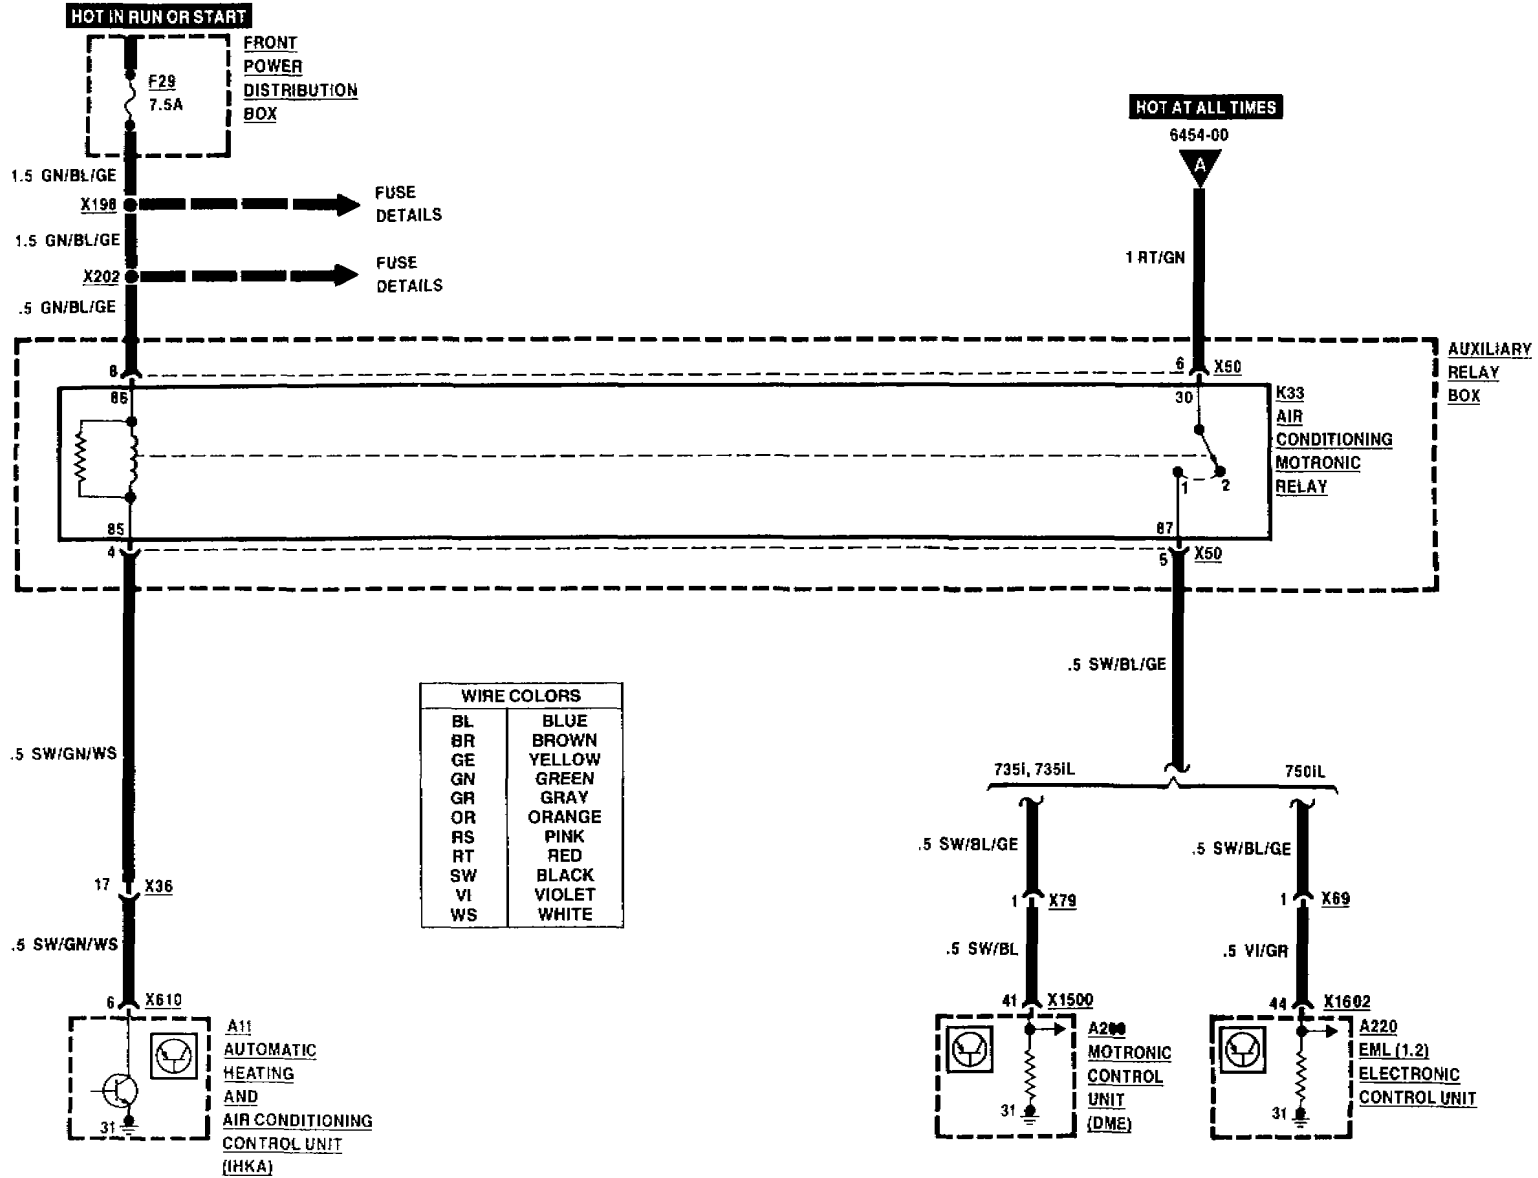 HOT IN RUN OR START
FRONT
POWER
DISTRIBUTION
BOX
F29
7.5A
1.5 GN/BL/GE
X198
FUSE
DETAILS
1.5 GN/BL/GE
X202
FUSE
DETAILS
.5 GN/BL/GE
HOT AT ALL TIMES
6454-00
A
1 RT/GN
AUXILIARY
RELAY
BOX
8
6
X50
86
30
K33
AIR
CONDITIONING
MOTRONIC
RELAY
1
2
85
87
4
5
X50
.5 SW/BL/GE
.5 SW/GN/WS
17
X36
.5 SW/GN/WS
6
X610
A11
AUTOMATIC
HEATING
AND
AIR CONDITIONING
CONTROL UNIT
(IHKA)
31
WIRE COLORS
BL BLUE
BR BROWN
GE YELLOW
GN GREEN
GR GRAY
OR ORANGE
RS PINK
RT RED
SW BLACK
VI VIOLET
WS WHITE
735i, 735iL
750iL
.5 SW/BL/GE
.5 SW/BL/GE
1
X79
1
X69
.5 SW/BL
.5 VI/GR
41
X1500
44
X1602
MOTRONIC
CONTROL
UNIT
(DME)
31
A220
EML (1.2)
ELECTRONIC
CONTROL UNIT
31